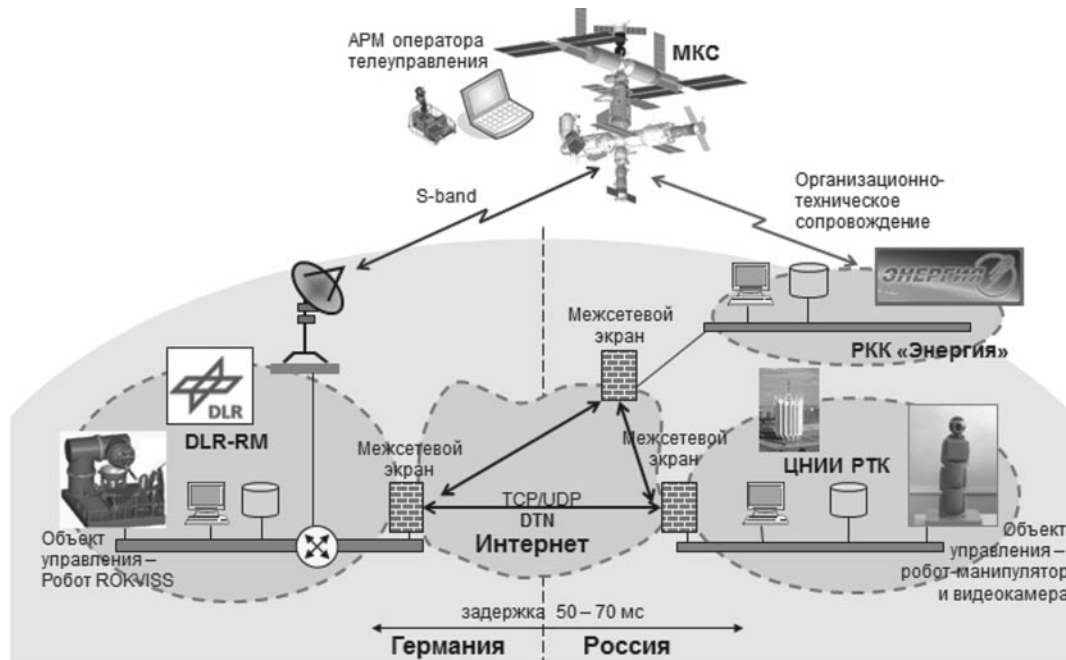 АРМ оператора
телеуправления
МКС
S-band
Организационно-
техническое
сопровождение
ЭНЕРГИЯ
Межсетевой
экран
РКК «Энергия»
DLR
DLR-RM
Межсетевой
экран
Межсетевой
экран
ЦНИИ РТК
TCP/UDP
DTN
Интернет
Объект
управления –
Робот ROKVISS
Объект
управления –
робот-манипулятор
и видеокамера
задержка 50 – 70 мс
Германия
Россия